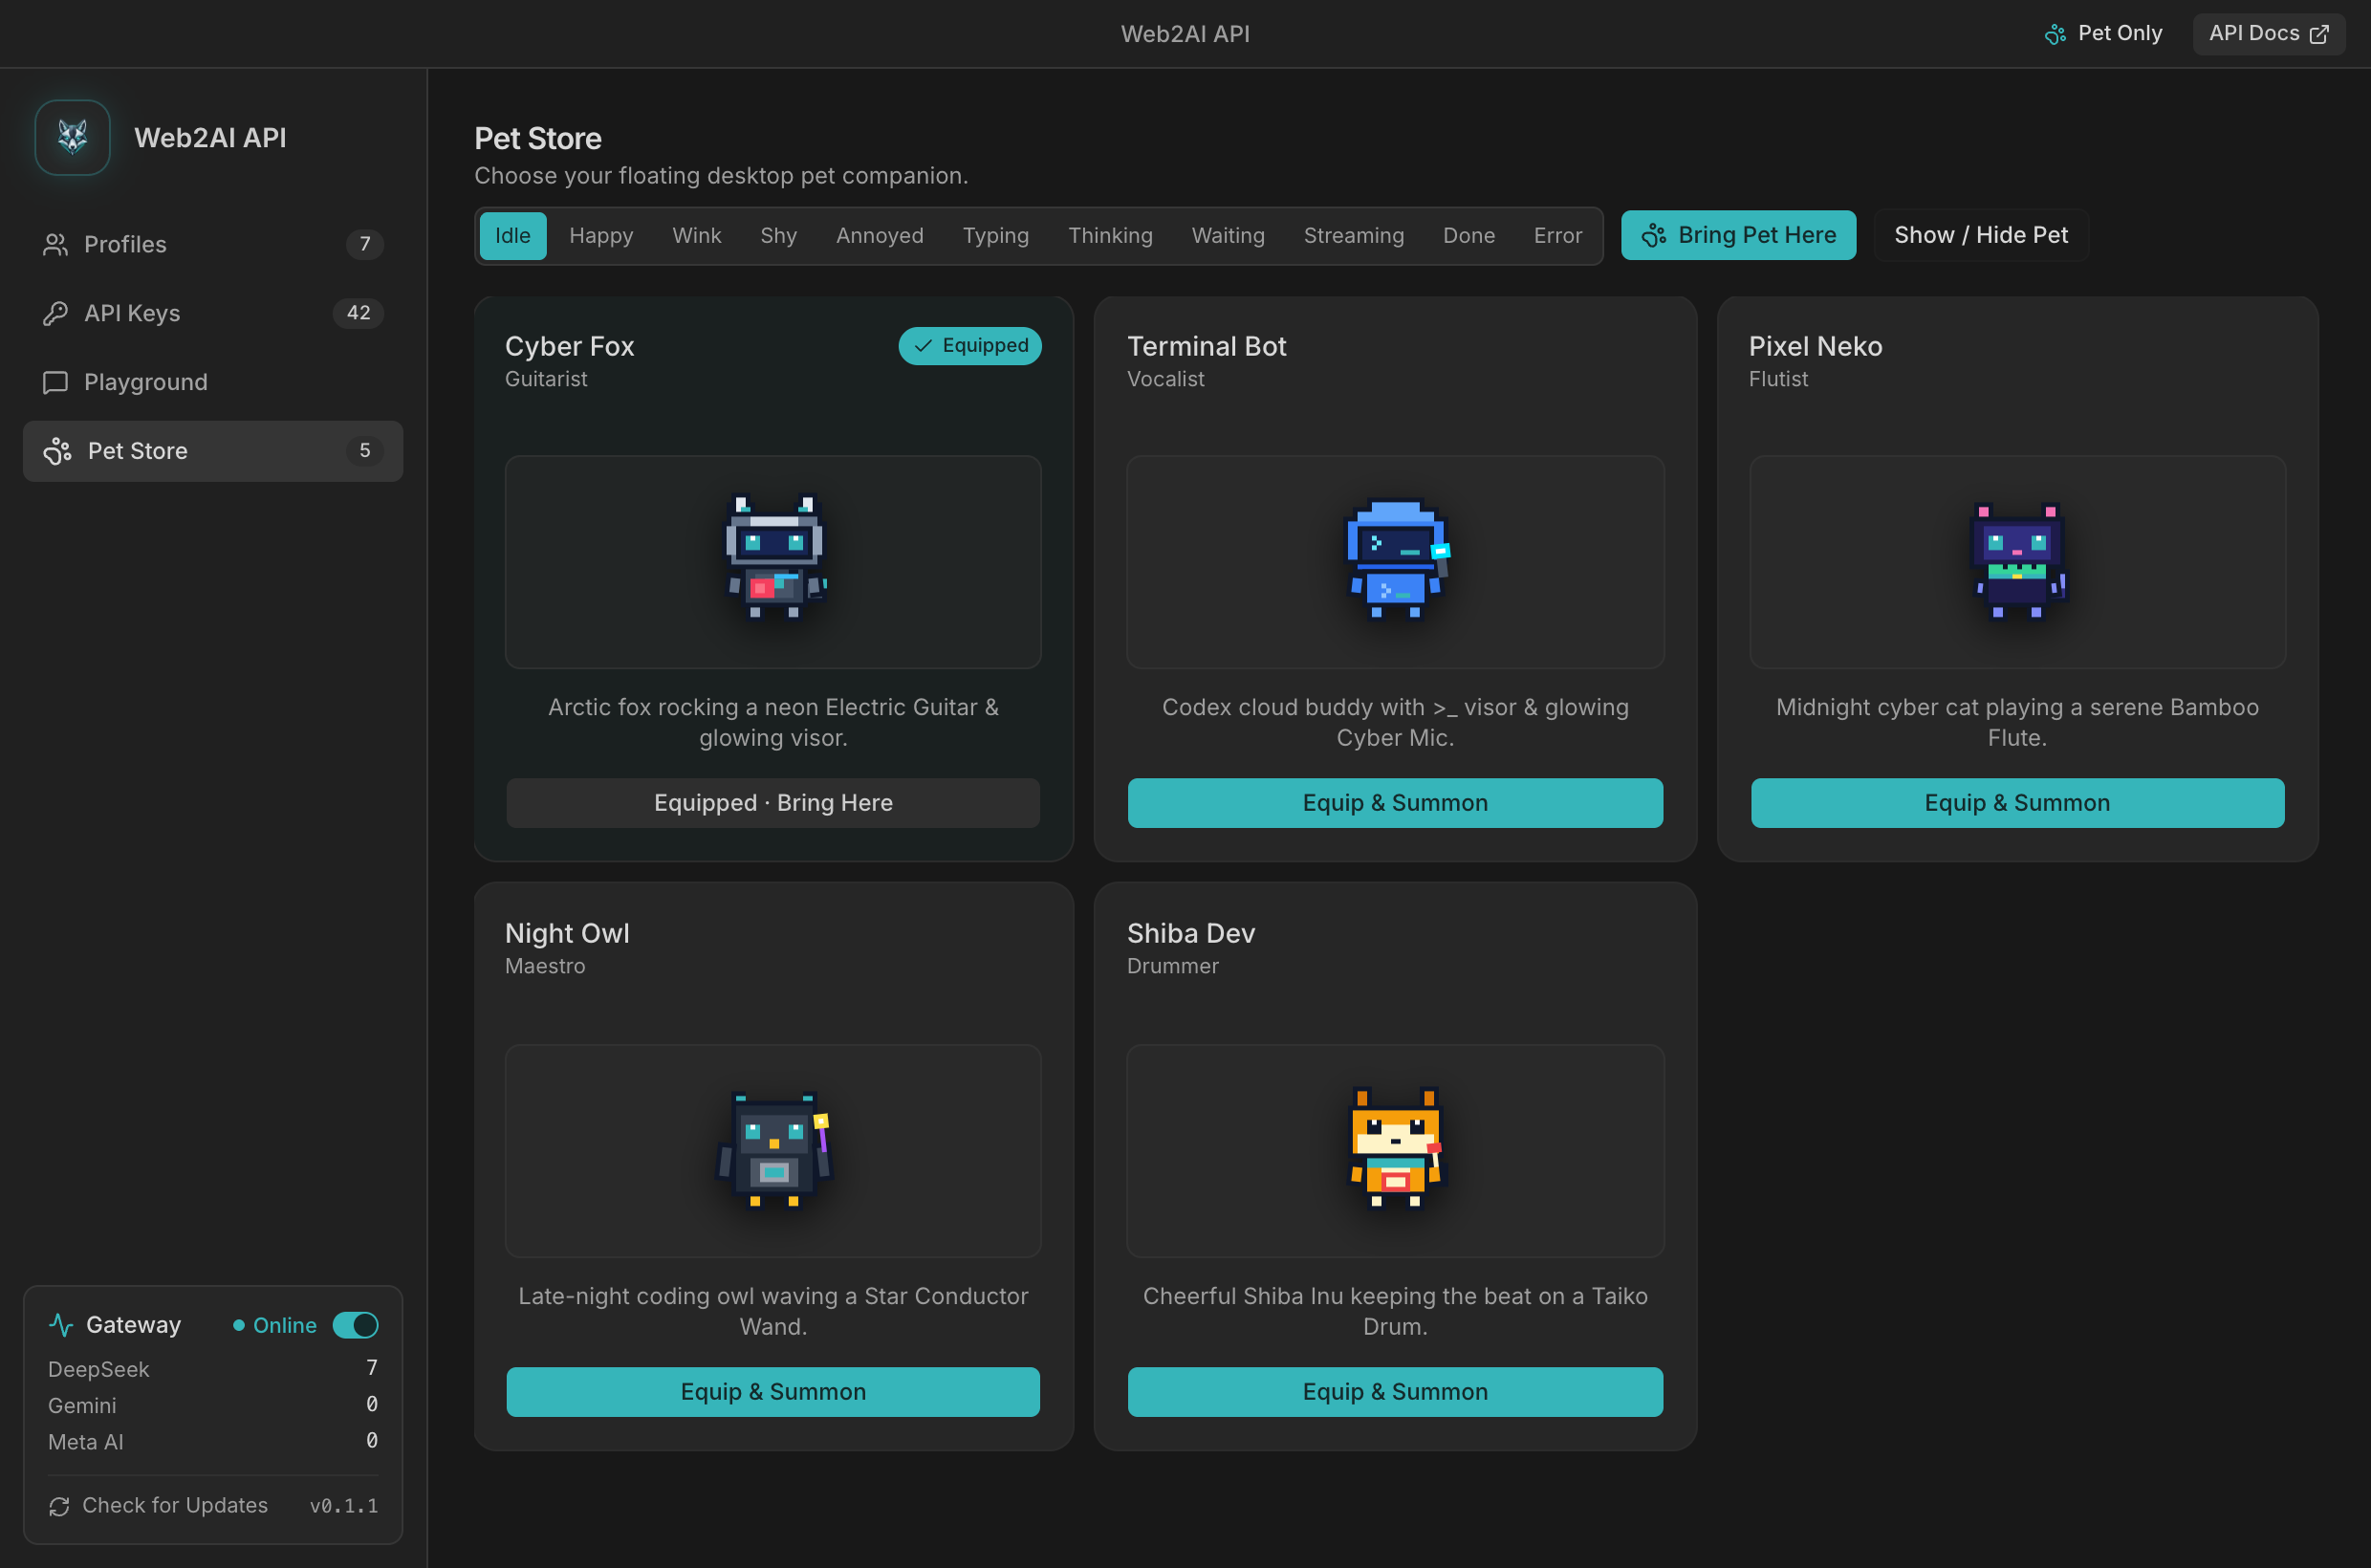 Web2AI API
Pet Only
API Docs
Web2AI API
Profiles 7
API Keys 42
Playground
Pet Store 5
Gateway Online
DeepSeek 7
Gemini 0
Meta AI 0
Check for Updates v0.1.1
Pet Store
Choose your floating desktop pet companion.
Idle Happy Wink Shy Annoyed Typing Thinking Waiting Streaming Done Error
Bring Pet Here
Show / Hide Pet
Cyber Fox
Equipped
Guitarist
Arctic fox rocking a neon Electric Guitar &
glowing visor.
Equipped · Bring Here
Terminal Bot
Vocalist
Codex cloud buddy with >_ visor & glowing
Cyber Mic.
Equip & Summon
Pixel Neko
Flutist
Midnight cyber cat playing a serene Bamboo
Flute.
Equip & Summon
Night Owl
Maestro
Late-night coding owl waving a Star Conductor
Wand.
Equip & Summon
Shiba Dev
Drummer
Cheerful Shiba Inu keeping the beat on a Taiko
Drum.
Equip & Summon